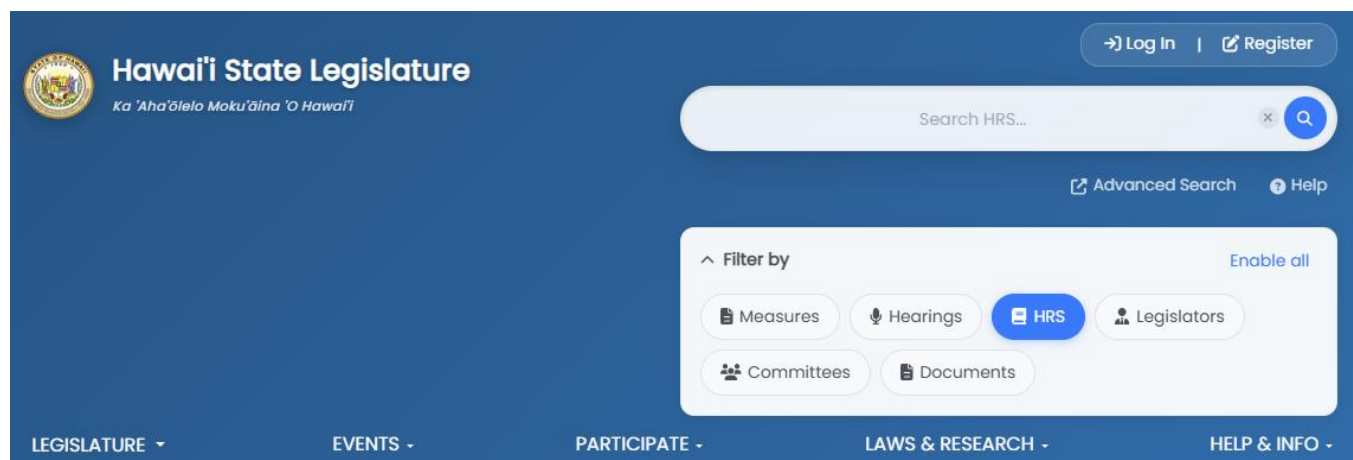 Log In | Register
Hawai'i State Legislature
Ka 'Aha'ōlelo Moku'āina 'O Hawai'i
Search HRS...
Advanced Search Help
Filter by Enable all
Measures Hearings HRS Legislators
Committees Documents
LEGISLATURE EVENTS PARTICIPATE LAWS & RESEARCH HELP & INFO